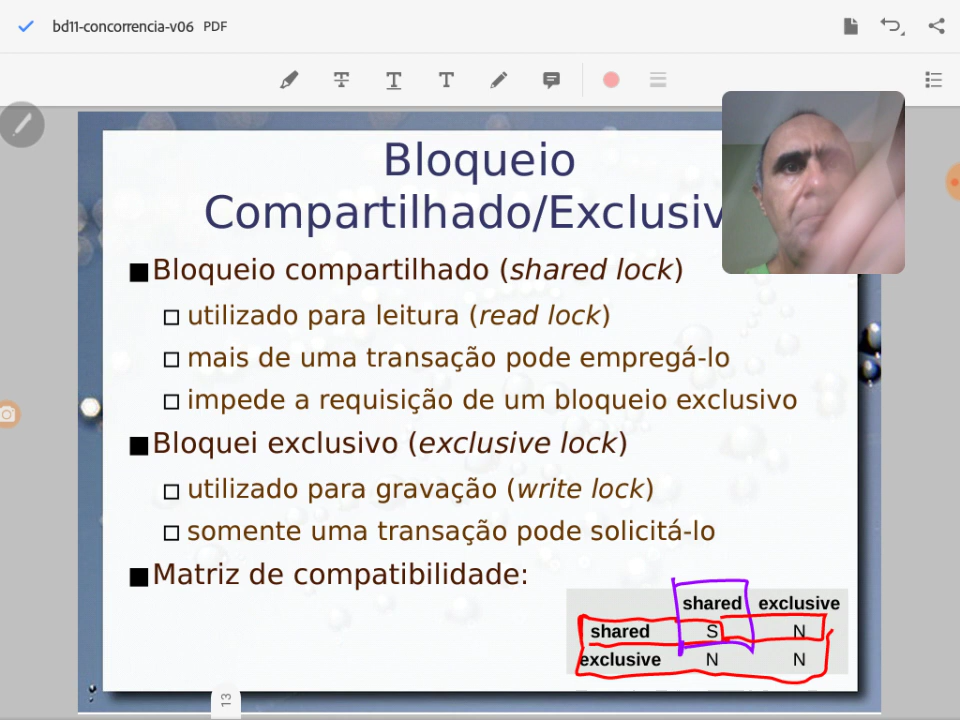 bd11-concorrencia-v06 PDF
Bloqueio
Compartilhado/Exclusiv
Bloqueio compartilhado (shared lock)
utilizado para leitura (read lock)
mais de uma transação pode empregá-lo
impede a requisição de um bloqueio exclusivo
Bloquei exclusivo (exclusive lock)
utilizado para gravação (write lock)
somente uma transação pode solicitá-lo
Matriz de compatibilidade:
shared exclusive
shared S N
exclusive N N
13